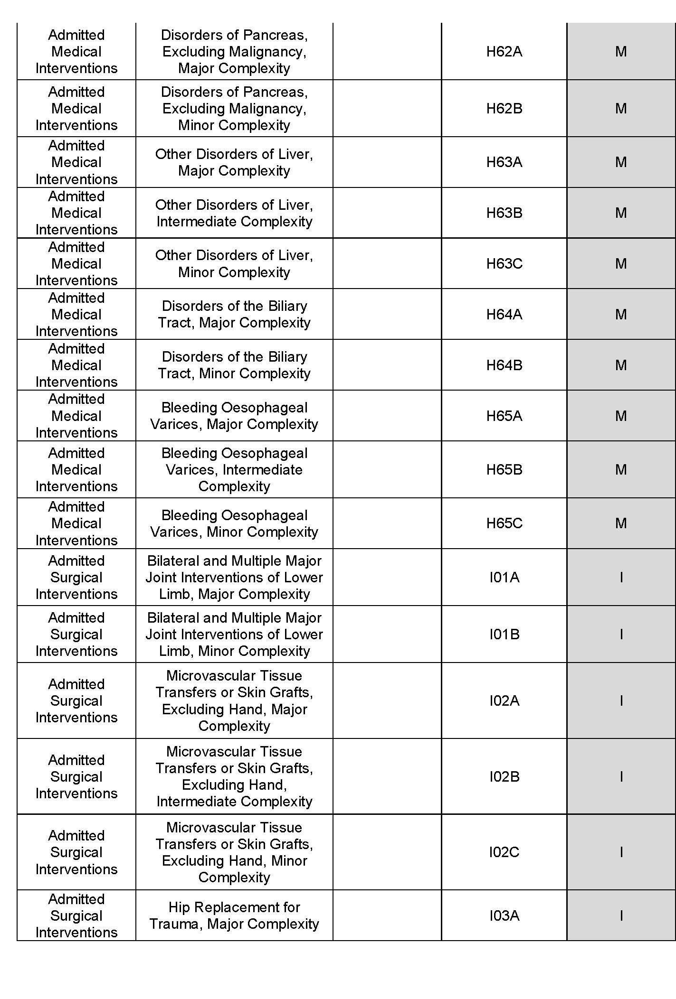 Admitted
Medical
Interventions
Disorders of Pancreas,
Excluding Malignancy,
Major Complexity
H62A
M
Admitted
Medical
Interventions
Disorders of Pancreas,
Excluding Malignancy,
Minor Complexity
H62B
M
Admitted
Medical
Interventions
Other Disorders of Liver,
Major Complexity
H63A
M
Admitted
Medical
Interventions
Other Disorders of Liver,
Intermediate Complexity
H63B
M
Admitted
Medical
Interventions
Other Disorders of Liver,
Minor Complexity
H63C
M
Admitted
Medical
Interventions
Disorders of the Biliary
Tract, Major Complexity
H64A
M
Admitted
Medical
Interventions
Disorders of the Biliary
Tract, Minor Complexity
H64B
M
Admitted
Medical
Interventions
Bleeding Oesophageal
Varices, Major Complexity
H65A
M
Admitted
Medical
Interventions
Bleeding Oesophageal
Varices, Intermediate
Complexity
H65B
M
Admitted
Medical
Interventions
Bleeding Oesophageal
Varices, Minor Complexity
H65C
M
Admitted
Surgical
Interventions
Bilateral and Multiple Major
Joint Interventions of Lower
Limb, Major Complexity
I01A
I
Admitted
Surgical
Interventions
Bilateral and Multiple Major
Joint Interventions of Lower
Limb, Minor Complexity
I01B
I
Admitted
Surgical
Interventions
Microvascular Tissue
Transfers or Skin Grafts,
Excluding Hand, Major
Complexity
I02A
I
Admitted
Surgical
Interventions
Microvascular Tissue
Transfers or Skin Grafts,
Excluding Hand,
Intermediate Complexity
I02B
I
Admitted
Surgical
Interventions
Microvascular Tissue
Transfers or Skin Grafts,
Excluding Hand, Minor
Complexity
I02C
I
Admitted
Surgical
Interventions
Hip Replacement for
Trauma, Major Complexity
I03A
I